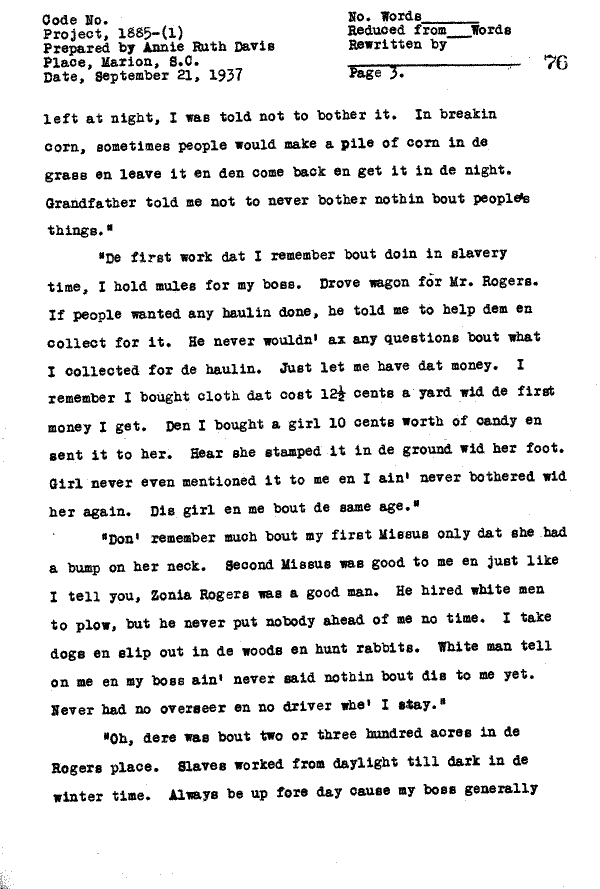 Code No.
Project, 1885-(1)
Prepared by Annie Ruth Davis
Place, Marion, S.C.
Date, September 21, 1937
No. Words
Reduced from Words
Rewritten by
Page 3.
76
left at night, I was told not to bother it. In breakin
corn, sometimes people would make a pile of corn in de
grass en leave it en den come back en get it in de night.
Grandfather told me not to never bother nothin bout people's
things."
"De first work dat I remember bout doin in slavery
time, I hold mules for my boss. Drove wagon for Mr. Rogers.
If people wanted any haulin done, he told me to help dem en
collect for it. He never wouldn' ax any questions bout what
I collected for de haulin. Just let me have dat money. I
remember I bought cloth dat cost 12½ cents a yard wid de first
money I get. Den I bought a girl 10 cents worth of candy en
sent it to her. Hear she stamped it in de ground wid her foot.
Girl never even mentioned it to me en I ain' never bothered wid
her again. Dis girl en me bout de same age."
"Don' remember much bout my first Missus only dat she had
a bump on her neck. Second Missus was good to me en just like
I tell you, Zonia Rogers was a good man. He hired white men
to plow, but he never put nobody ahead of me no time. I take
dogs en slip out in de woods en hunt rabbits. White man tell
on me en my boss ain' never said nothin bout dis to me yet.
Never had no overseer en no driver whe' I stay."
"Oh, dere was bout two or three hundred acres in de
Rogers place. Slaves worked from daylight till dark in de
winter time. Always be up fore day cause my boss generally